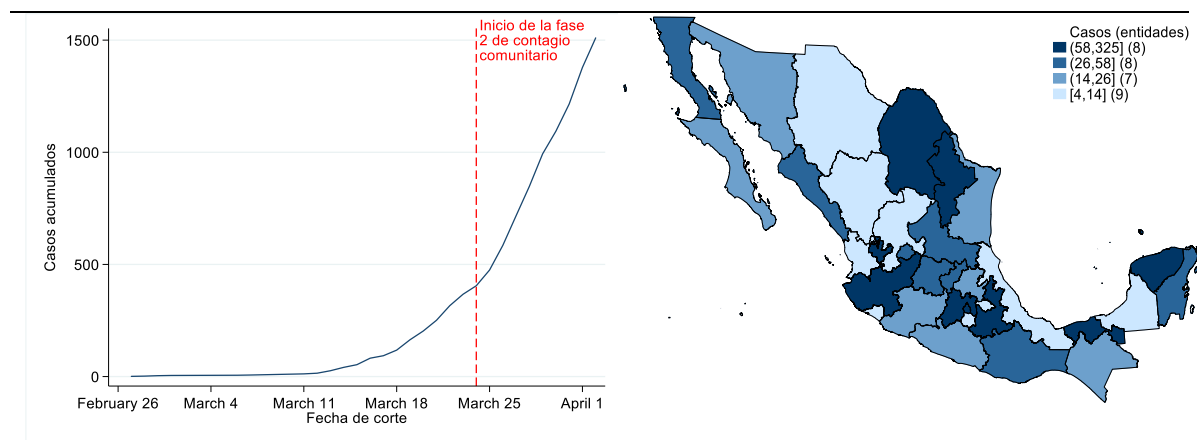 Inicio de la fase
2 de contagio
comunitario
1500
1000
500
0
Casos acumulados
February 26
March 4
March 11
March 18
March 25
April 1
Fecha de corte
Casos (entidades)
(58,325] (8)
(26,58] (8)
(14,26] (7)
[4,14] (9)